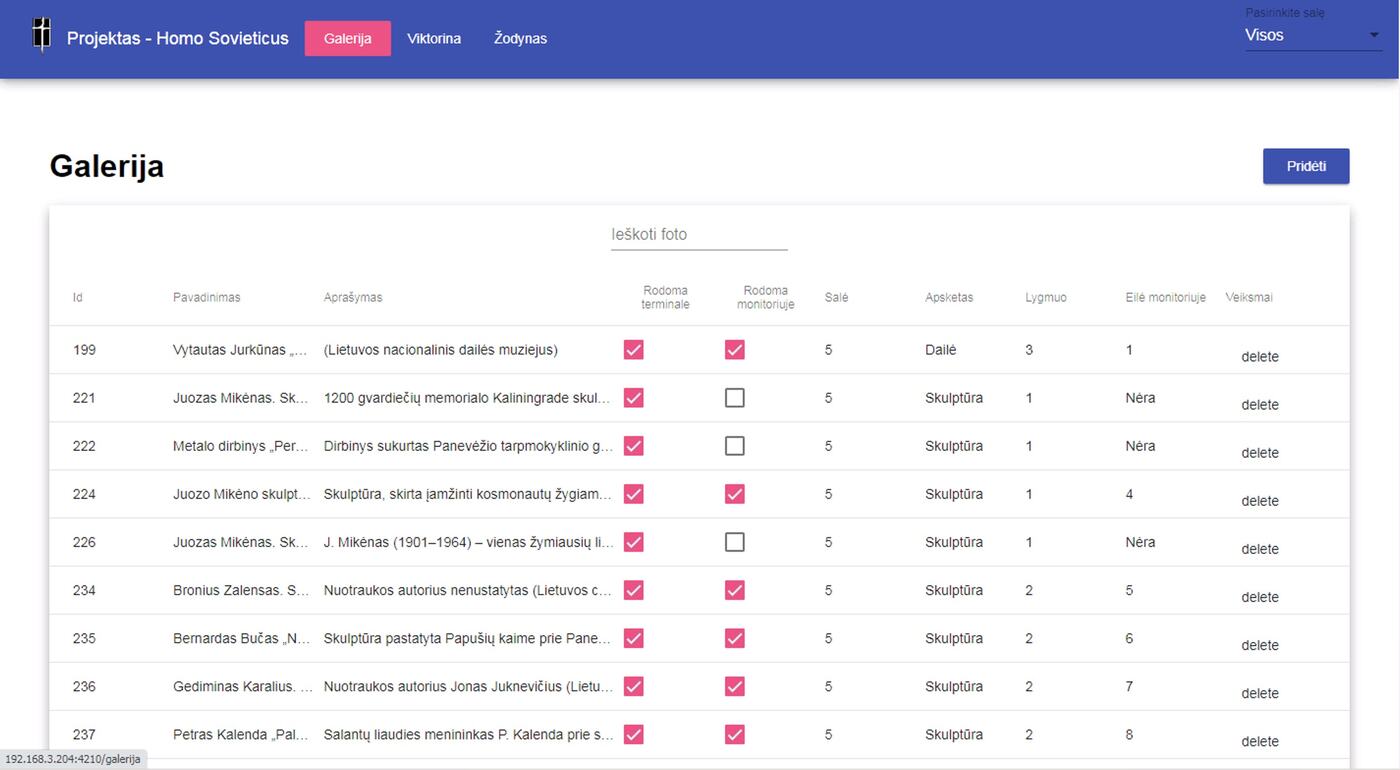 Pasirinkite salę
Projektas - Homo Sovieticus Galerija Viktorina Žodynas Visos
Galerija Pridėti
Ieškoti foto
Id Pavadinimas Aprašymas Rodoma terminale Rodoma monitoriuje Salė Apsketas Lygmuo Eilė monitoriuje Veiksmai
199 Vytautas Jurkūnas „... (Lietuvos nacionalinis dailės muziejus) 5 Dailė 3 1 delete
221 Juozas Mikėnas. Sk... 1200 gvardiečių memorialo Kaliningrade skul... 5 Skulptūra 1 Nėra delete
222 Metalo dirbinys „Per... Dirbinys sukurtas Panevėžio tarpmokyklinio g... 5 Skulptūra 1 Nėra delete
224 Juozo Mikėno skulpt... Skulptūra, skirta įamžinti kosmonautų žygiam... 5 Skulptūra 1 4 delete
226 Juozas Mikėnas. Sk... J. Mikėnas (1901–1964) – vienas žymiausių li... 5 Skulptūra 1 Nėra delete
234 Bronius Zalensas. S... Nuotraukos autorius nenustatytas (Lietuvos c... 5 Skulptūra 2 5 delete
235 Bernardas Bučas „N... Skulptūra pastatyta Papušių kaime prie Pane... 5 Skulptūra 2 6 delete
236 Gediminas Karalius. ... Nuotraukos autorius Jonas Juknevičius (Lietu... 5 Skulptūra 2 7 delete
237 Petras Kalenda „Pal... Salantų liaudies menininkas P. Kalenda prie s... 5 Skulptūra 2 8 delete
192.168.3.204:4210/galerija